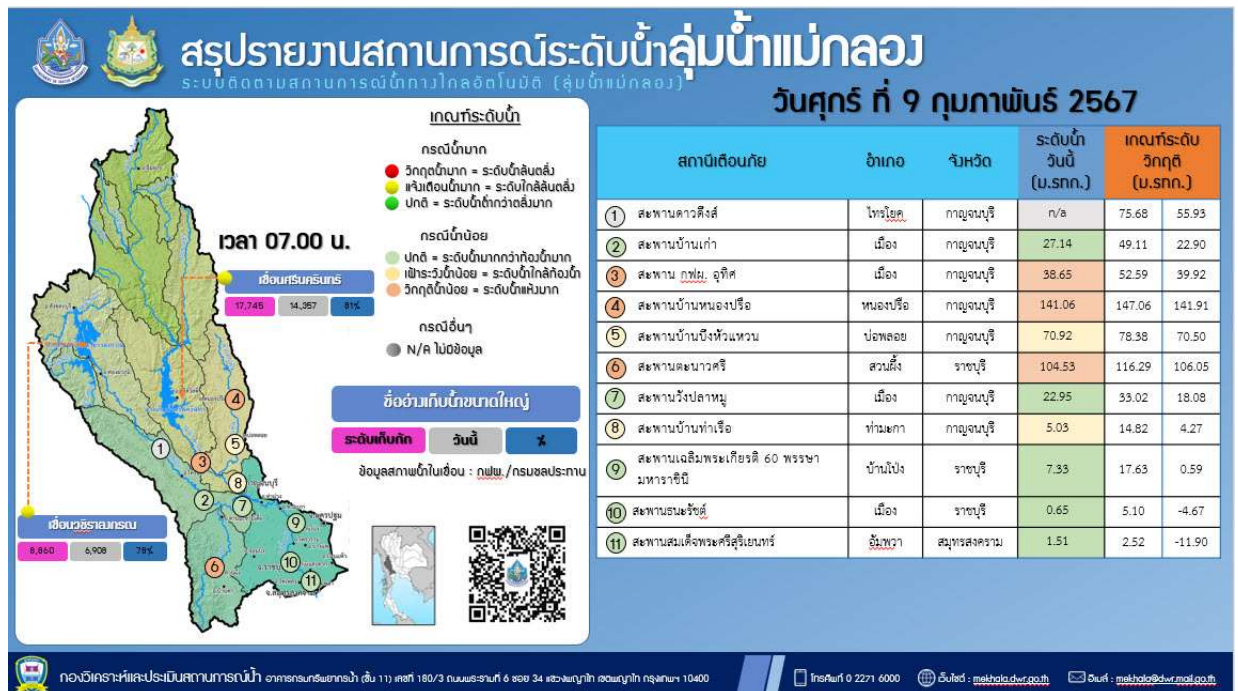 สรุปรายงานสถานการณ์ระดับน้ำลุ่มน้ำแม่กลอง
ระบบติดตามสถานการณ์น้ำทางไกลอัตโนมัติ (ลุ่มน้ำแม่กลอง)
วันศุกร์ ที่ 9 กุมภาพันธ์ 2567
เกณฑ์ระดับน้ำ
กรณีน้ำมาก
วิกฤตน้ำมาก = ระดับน้ำล้นตลิ่ง
แจ้งเตือนน้ำมาก = ระดับใกล้ล้นตลิ่ง
ปกติ = ระดับน้ำต่ำกว่าตลิ่งมาก
กรณีน้ำน้อย
ปกติ = ระดับน้ำมากกว่าท้องน้ำมาก
เฝ้าระวังน้ำน้อย = ระดับน้ำใกล้ท้องน้ำ
วิกฤติน้ำน้อย = ระดับน้ำแห้งมาก
กรณีอื่นๆ
N/A ไม่มีข้อมูล
เวลา 07.00 น.
เขื่อนศรีนครินทร์
17,745 14,357 81%
เขื่อนวชิราลงกรณ
8,860 6,908 78%
1
2
3
4
5
6
7
8
9
10
11
ชื่ออ่างเก็บน้ำขนาดใหญ่
ระดับเก็บกัก วันนี้ %
ข้อมูลสภาพน้ำในเขื่อน : กฟผ./กรมชลประทาน
สถานีเตือนภัย อำเภอ จังหวัด ระดับน้ำวันนี้ (ม.รทก.) เกณฑ์ระดับวิกฤติ (ม.รทก.)
1 สะพานดาวดึงส์ ไทรโยค กาญจนบุรี n/a 75.68 55.93
2 สะพานบ้านเก่า เมือง กาญจนบุรี 27.14 49.11 22.90
3 สะพาน กฟผ. อุทิศ เมือง กาญจนบุรี 38.65 52.59 39.92
4 สะพานบ้านหนองปรือ หนองปรือ กาญจนบุรี 141.06 147.06 141.91
5 สะพานบ้านบึงหัวแหวน บ่อพลอย กาญจนบุรี 70.92 78.38 70.50
6 สะพานตะนาวศรี สวนผึ้ง ราชบุรี 104.53 116.29 106.05
7 สะพานวังปลาหมู เมือง กาญจนบุรี 22.95 33.02 18.08
8 สะพานบ้านท่าเรือ ท่ามะกา กาญจนบุรี 5.03 14.82 4.27
9 สะพานเฉลิมพระเกียรติ 60 พรรษา มหาราชินี บ้านโป่ง ราชบุรี 7.33 17.63 0.59
10 สะพานธนะรัชต์ เมือง ราชบุรี 0.65 5.10 -4.67
11 สะพานสมเด็จพระศรีสุริเยนทร์ อัมพวา สมุทรสงคราม 1.51 2.52 -11.90
กองวิเคราะห์และประเมินสถานการณ์น้ำ อาคารกรมทรัพยากรน้ำ (ชั้น 11) เลขที่ 180/3 ถนนพระรามที่ 6 ซอย 34 แขวงพญาไท เขตพญาไท กรุงเทพฯ 10400
โทรศัพท์ 0 2271 6000
เว็บไซต์ : mekhala.dwr.go.th
อีเมล์ : mekhala@dwr.mail.go.th